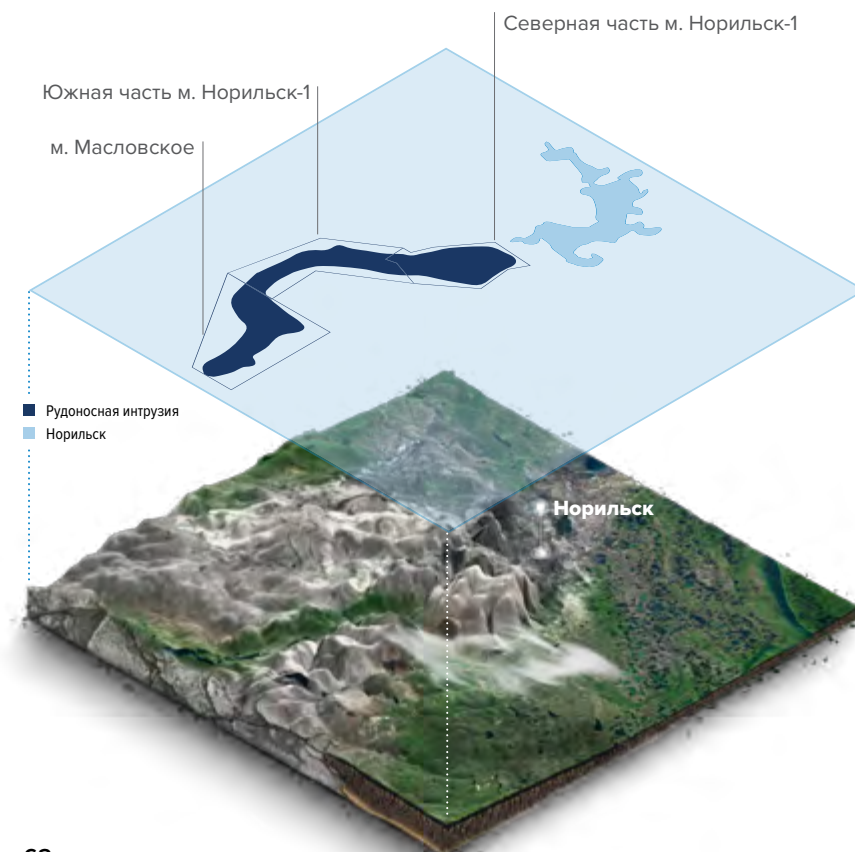 Северная часть м. Норильск-1
Южная часть м. Норильск-1
м. Масловское
Рудоносная интрузия
Норильск
Норильск